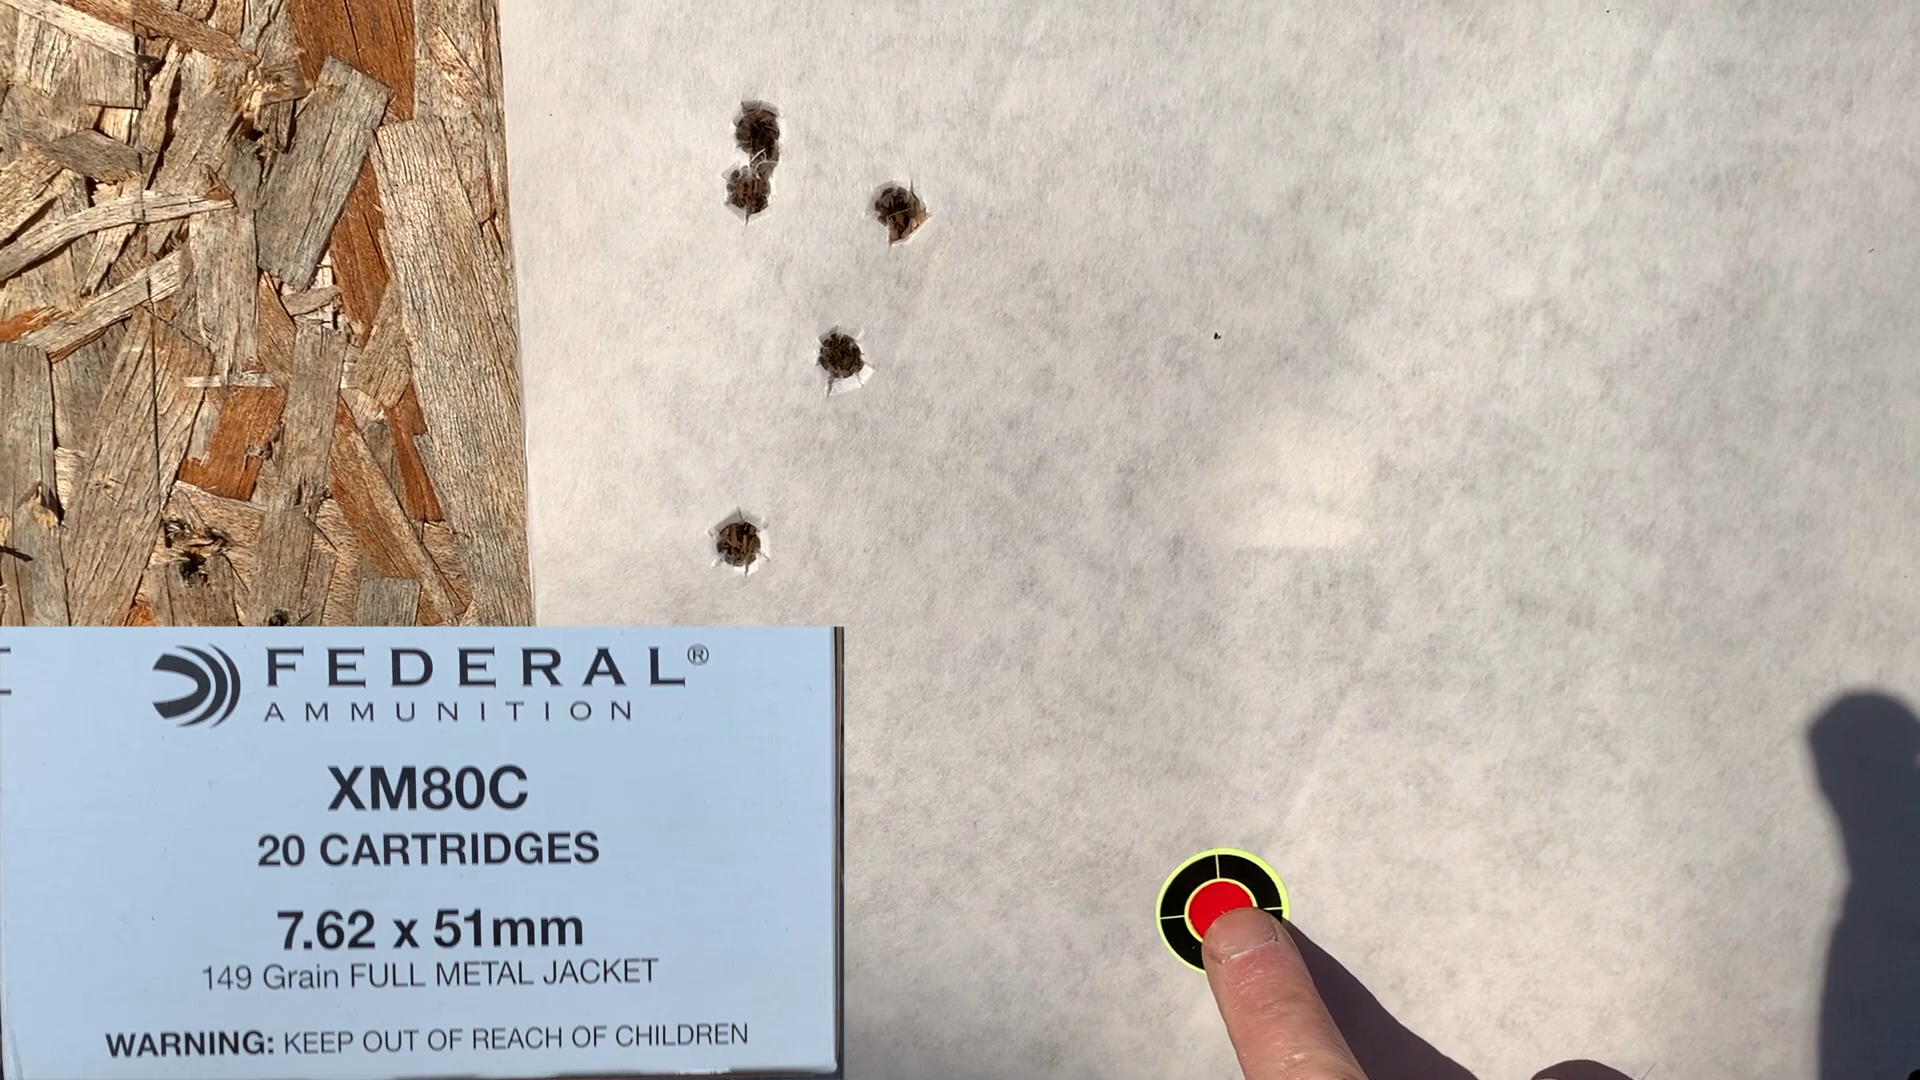 FEDERAL®
AMMUNITION
XM80C
20 CARTRIDGES
7.62 x 51mm
149 Grain FULL METAL JACKET
WARNING: KEEP OUT OF REACH OF CHILDREN